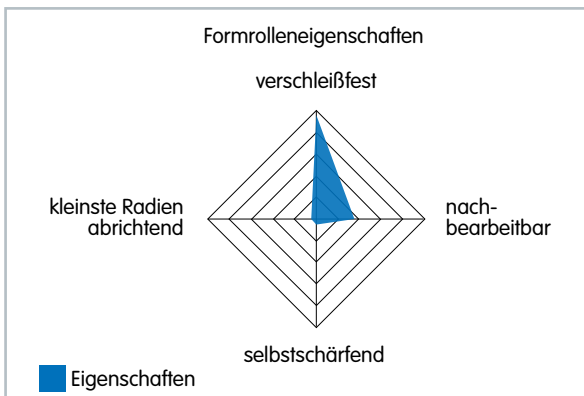 Formrolleneigenschaften
verschleißfest
kleinste Radien
abrichtend
nach-
bearbeitbar
selbstschärfend
Eigenschaften